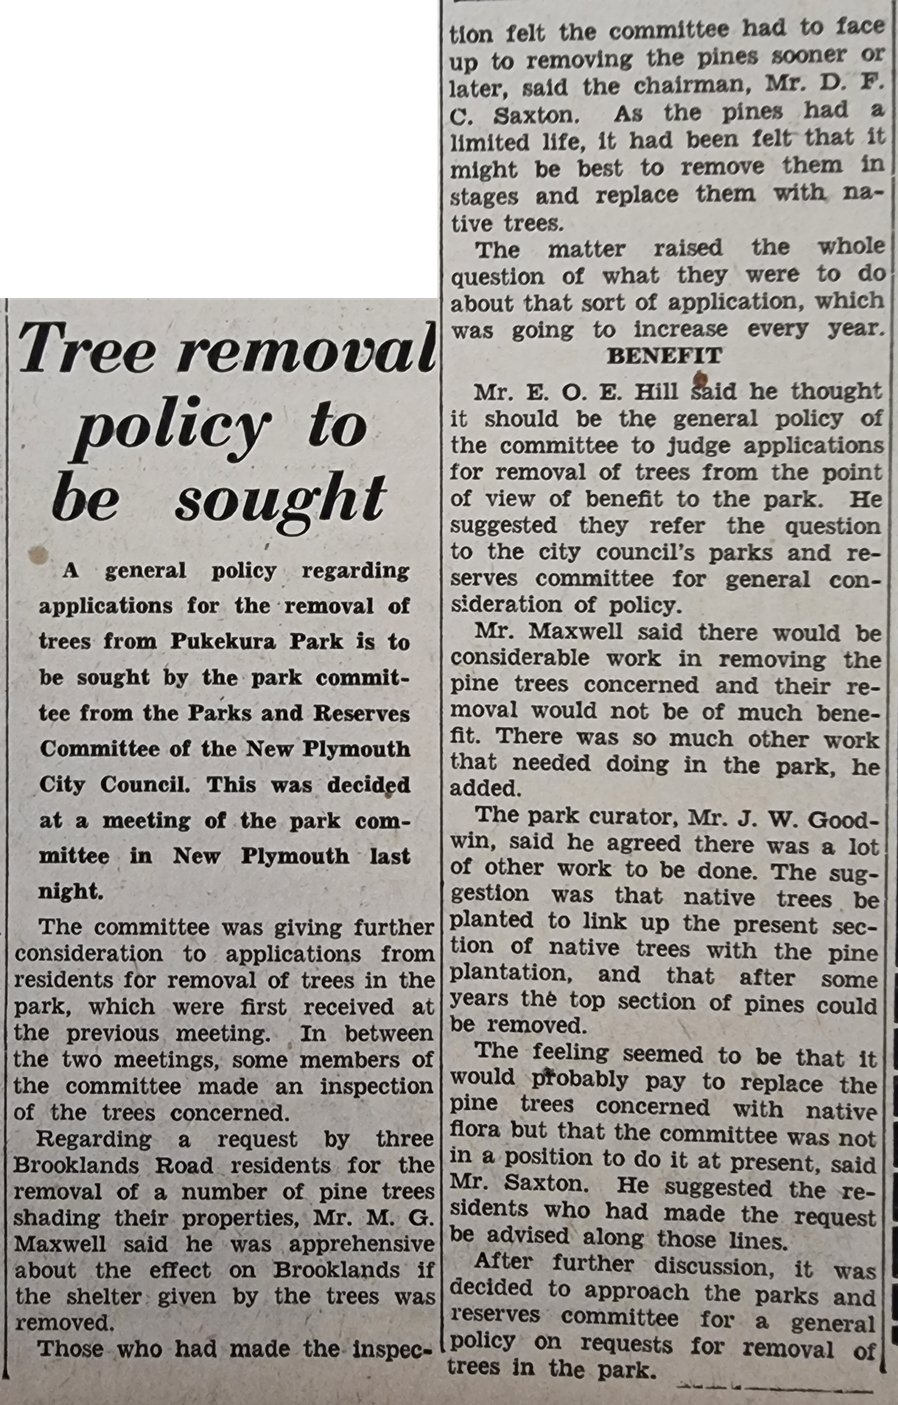 Tree removal
policy to
be sought
A general policy regarding
applications for the removal of
trees from Pukekura Park is to
be sought by the park commit-
tee from the Parks and Reserves
Committee of the New Plymouth
City Council. This was decided
at a meeting of the park com-
mittee in New Plymouth last
night.
The committee was giving further
consideration to applications from
residents for removal of trees in the
park, which were first received at
the previous meeting. In between
the two meetings, some members of
the committee made an inspection
of the trees concerned.
Regarding a request by three
Brooklands Road residents for the
removal of a number of pine trees
shading their properties, Mr. M. G.
Maxwell said he was apprehensive
about the effect on Brooklands if
the shelter given by the trees was
removed.
Those who had made the inspec-
tion felt the committee had to face
up to removing the pines sooner or
later, said the chairman, Mr. D. F.
C. Saxton. As the pines had a
limited life, it had been felt that it
might be best to remove them in
stages and replace them with na-
tive trees.
The matter raised the whole
question of what they were to do
about that sort of application, which
was going to increase every year.
BENEFIT
Mr. E. O. E. Hill said he thought
it should be the general policy of
the committee to judge applications
for removal of trees from the point
of view of benefit to the park. He
suggested they refer the question
to the city council's parks and re-
serves committee for general con-
sideration of policy.
Mr. Maxwell said there would be
considerable work in removing the
pine trees concerned and their re-
moval would not be of much bene-
fit. There was so much other work
that needed doing in the park, he
added.
The park curator, Mr. J. W. Good-
win, said he agreed there was a lot
of other work to be done. The sug-
gestion was that native trees be
planted to link up the present sec-
tion of native trees with the pine
plantation, and that after some
years the top section of pines could
be removed.
The feeling seemed to be that it
would probably pay to replace the
pine trees concerned with native
flora but that the committee was not
in a position to do it at present, said
Mr. Saxton. He suggested the re-
sidents who had made the request
be advised along those lines.
After further discussion, it was
decided to approach the parks and
reserves committee for a general
policy on requests for removal of
trees in the park.